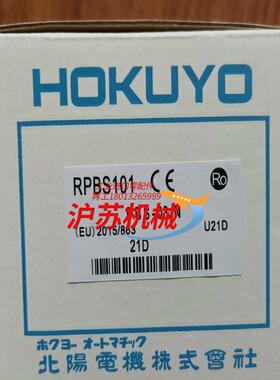 HOKUYO
RPBS101 CE Ro
沪苏机械
(EU) 2015/863
U21D
21D
ホクヨーオートマチック
北陽電機株式會社